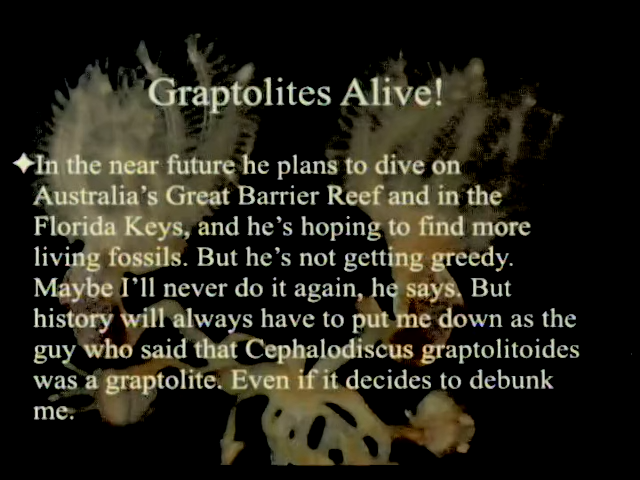 Graptolites Alive!
In the near future he plans to dive on
Australia's Great Barrier Reef and in the
Florida Keys, and he's hoping to find more
living fossils. But he's not getting greedy.
Maybe I'll never do it again, he says. But
history will always have to put me down as the
guy who said that Cephalodiscus graptolitoides
was a graptolite. Even if it decides to debunk
me.